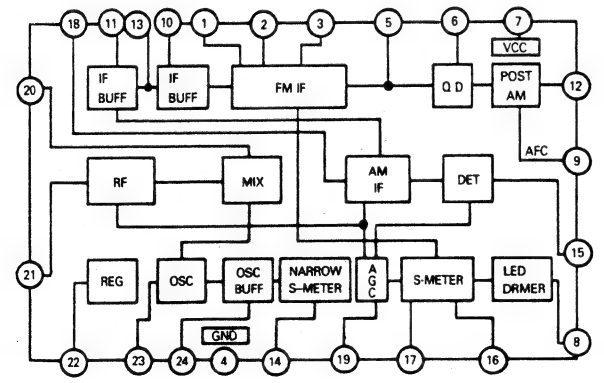 18 11 13 10 1 2 3 5 6 7
VCC
20
IF BUFF
IF BUFF
FM IF
Q D
POST AM
12
AFC
9
RF
MIX
AM IF
DET
15
21
REG
OSC
OSC BUFF
NARROW S-METER
AGC
S-METER
LED DRMER
GND
8
22 23 24 4 14 19 17 16